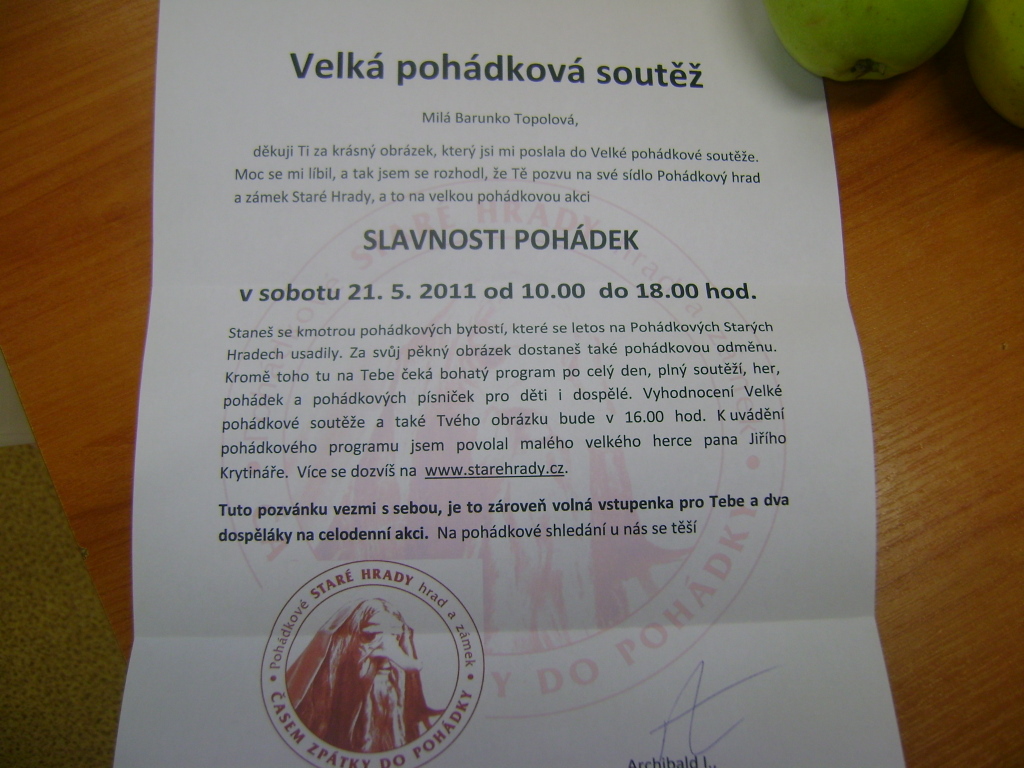 Velká pohádková soutěž
Milá Barunko Topolová,
děkuji Ti za krásný obrázek, který jsi mi poslala do Velké pohádkové soutěže.
Moc se mi líbil, a tak jsem se rozhodl, že Tě pozvu na své sídlo Pohádkový hrad
a zámek Staré Hrady, a to na velkou pohádkovou akci
SLAVNOSTI POHÁDEK
v sobotu 21. 5. 2011 od 10.00 do 18.00 hod.
Staneš se kmotrou pohádkových bytostí, které se letos na Pohádkových Starých
Hradech usadily. Za svůj pěkný obrázek dostaneš také pohádkovou odměnu.
Kromě toho tu na Tebe čeká bohatý program po celý den, plný soutěží, her,
pohádek a pohádkových písniček pro děti i dospělé. Vyhodnocení Velké
pohádkové soutěže a také Tvého obrázku bude v 16.00 hod. K uvádění
pohádkového programu jsem povolal malého velkého herce pana Jiřího
Krytináře. Více se dozvíš na www.starehrady.cz.
Tuto pozvánku vezmi s sebou, je to zároveň volná vstupenka pro Tebe a dva
dospěláky na celodenní akci. Na pohádkové shledání u nás se těší
Pohádkové STARÉ HRADY hrad a zámek
ČASEM ZPÁTKY DO POHÁDKY
STARÉ HRADY hrad a
Y DO POHÁDKY
Archibald I.,